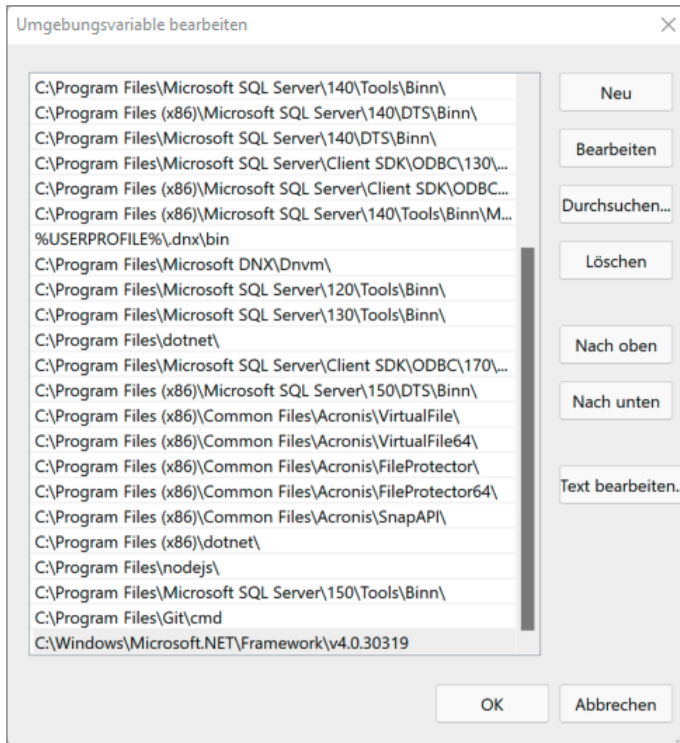 Umgebungsvariable bearbeiten
C:\Program Files\Microsoft SQL Server\140\Tools\Binn\
C:\Program Files (x86)\Microsoft SQL Server\140\DTS\Binn\
C:\Program Files\Microsoft SQL Server\140\DTS\Binn\
C:\Program Files\Microsoft SQL Server\Client SDK\ODBC\130\...
C:\Program Files (x86)\Microsoft SQL Server\Client SDK\ODBC...
C:\Program Files (x86)\Microsoft SQL Server\140\Tools\Binn\M...
%USERPROFILE%\.dnx\bin
C:\Program Files\Microsoft DNX\Dnvm\
C:\Program Files\Microsoft SQL Server\120\Tools\Binn\
C:\Program Files\Microsoft SQL Server\130\Tools\Binn\
C:\Program Files\dotnet\
C:\Program Files\Microsoft SQL Server\Client SDK\ODBC\170\...
C:\Program Files (x86)\Microsoft SQL Server\150\DTS\Binn\
C:\Program Files (x86)\Common Files\Acronis\VirtualFile\
C:\Program Files (x86)\Common Files\Acronis\VirtualFile64\
C:\Program Files (x86)\Common Files\Acronis\FileProtector\
C:\Program Files (x86)\Common Files\Acronis\FileProtector64\
C:\Program Files (x86)\Common Files\Acronis\SnapAPI\
C:\Program Files (x86)\dotnet\
C:\Program Files\nodejs\
C:\Program Files\Microsoft SQL Server\150\Tools\Binn\
C:\Program Files\Git\cmd
C:\Windows\Microsoft.NET\Framework\v4.0.30319
Neu
Bearbeiten
Durchsuchen...
Löschen
Nach oben
Nach unten
Text bearbeiten..
OK
Abbrechen